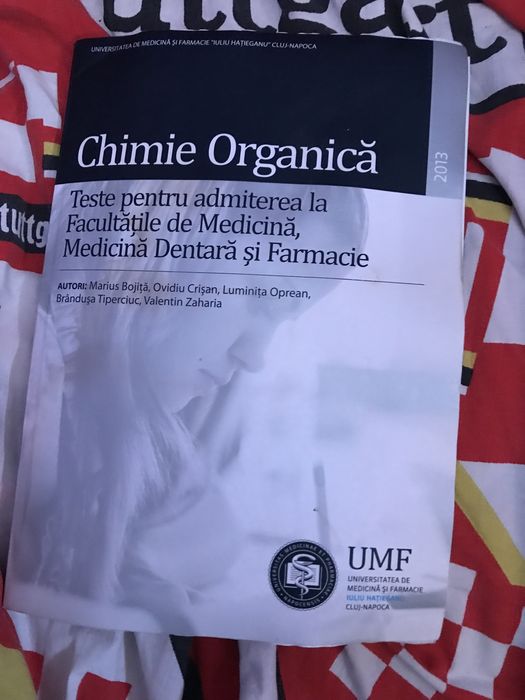 uttga·t
UNIVERSITATEA DE MEDICINĂ ȘI FARMACIE "IULIU HAȚIEGANU" CLUJ-NAPOCA
Chimie Organică
2013
Teste pentru admiterea la
Facultățile de Medicină,
Medicină Dentară și Farmacie
AUTORI: Marius Bojiță, Ovidiu Crișan, Luminița Oprean,
Brândușa Tiperciuc, Valentin Zaharia
tuttg
UMF
UNIVERSITATEA DE
MEDICINĂ ȘI FARMACIE
IULIU HAȚIEGANU
CLUJ-NAPOCA